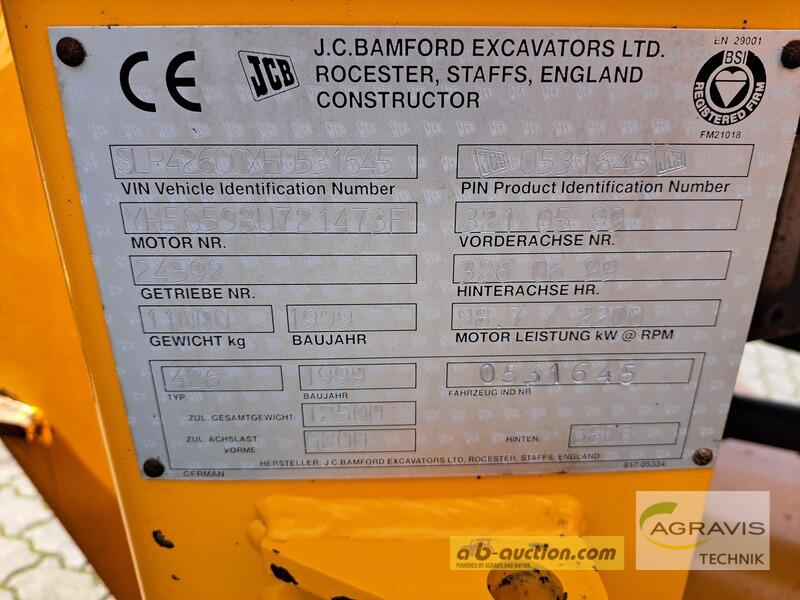 CE JCB J.C.BAMFORD EXCAVATORS LTD.
ROCESTER, STAFFS, ENGLAND
CONSTRUCTOR
EN 29001
BSI
REGISTERED FIRM
FM21018
SLP42600XE0531645
VIN Vehicle Identification Number
JCB 0531645 JCB
PIN Product Identification Number
YH50598U721473F
MOTOR NR.
321 05 99
VORDERACHSE NR.
24592
GETRIEBE NR.
326 06 99
HINTERACHSE HR.
11000
GEWICHT kg
1999
BAUJAHR
98,7 / 2200
MOTOR LEISTUNG kW @ RPM
426
TYP
1999
BAUJAHR
0531645
FAHRZEUG IND NR.
ZUL. GESAMTGEWICHT: 12500
ZUL. ACHSLAST
VORME: 6200
HINTEN: 6300
HERSTELLER: J C BAMFORD EXCAVATORS LTD, ROCESTER, STAFFS, ENGLAND
GERMAN
817/05334
AGRAVIS
TECHNIK
ab-auction.com
POWERED BY AGRAVIS AND BAYWA